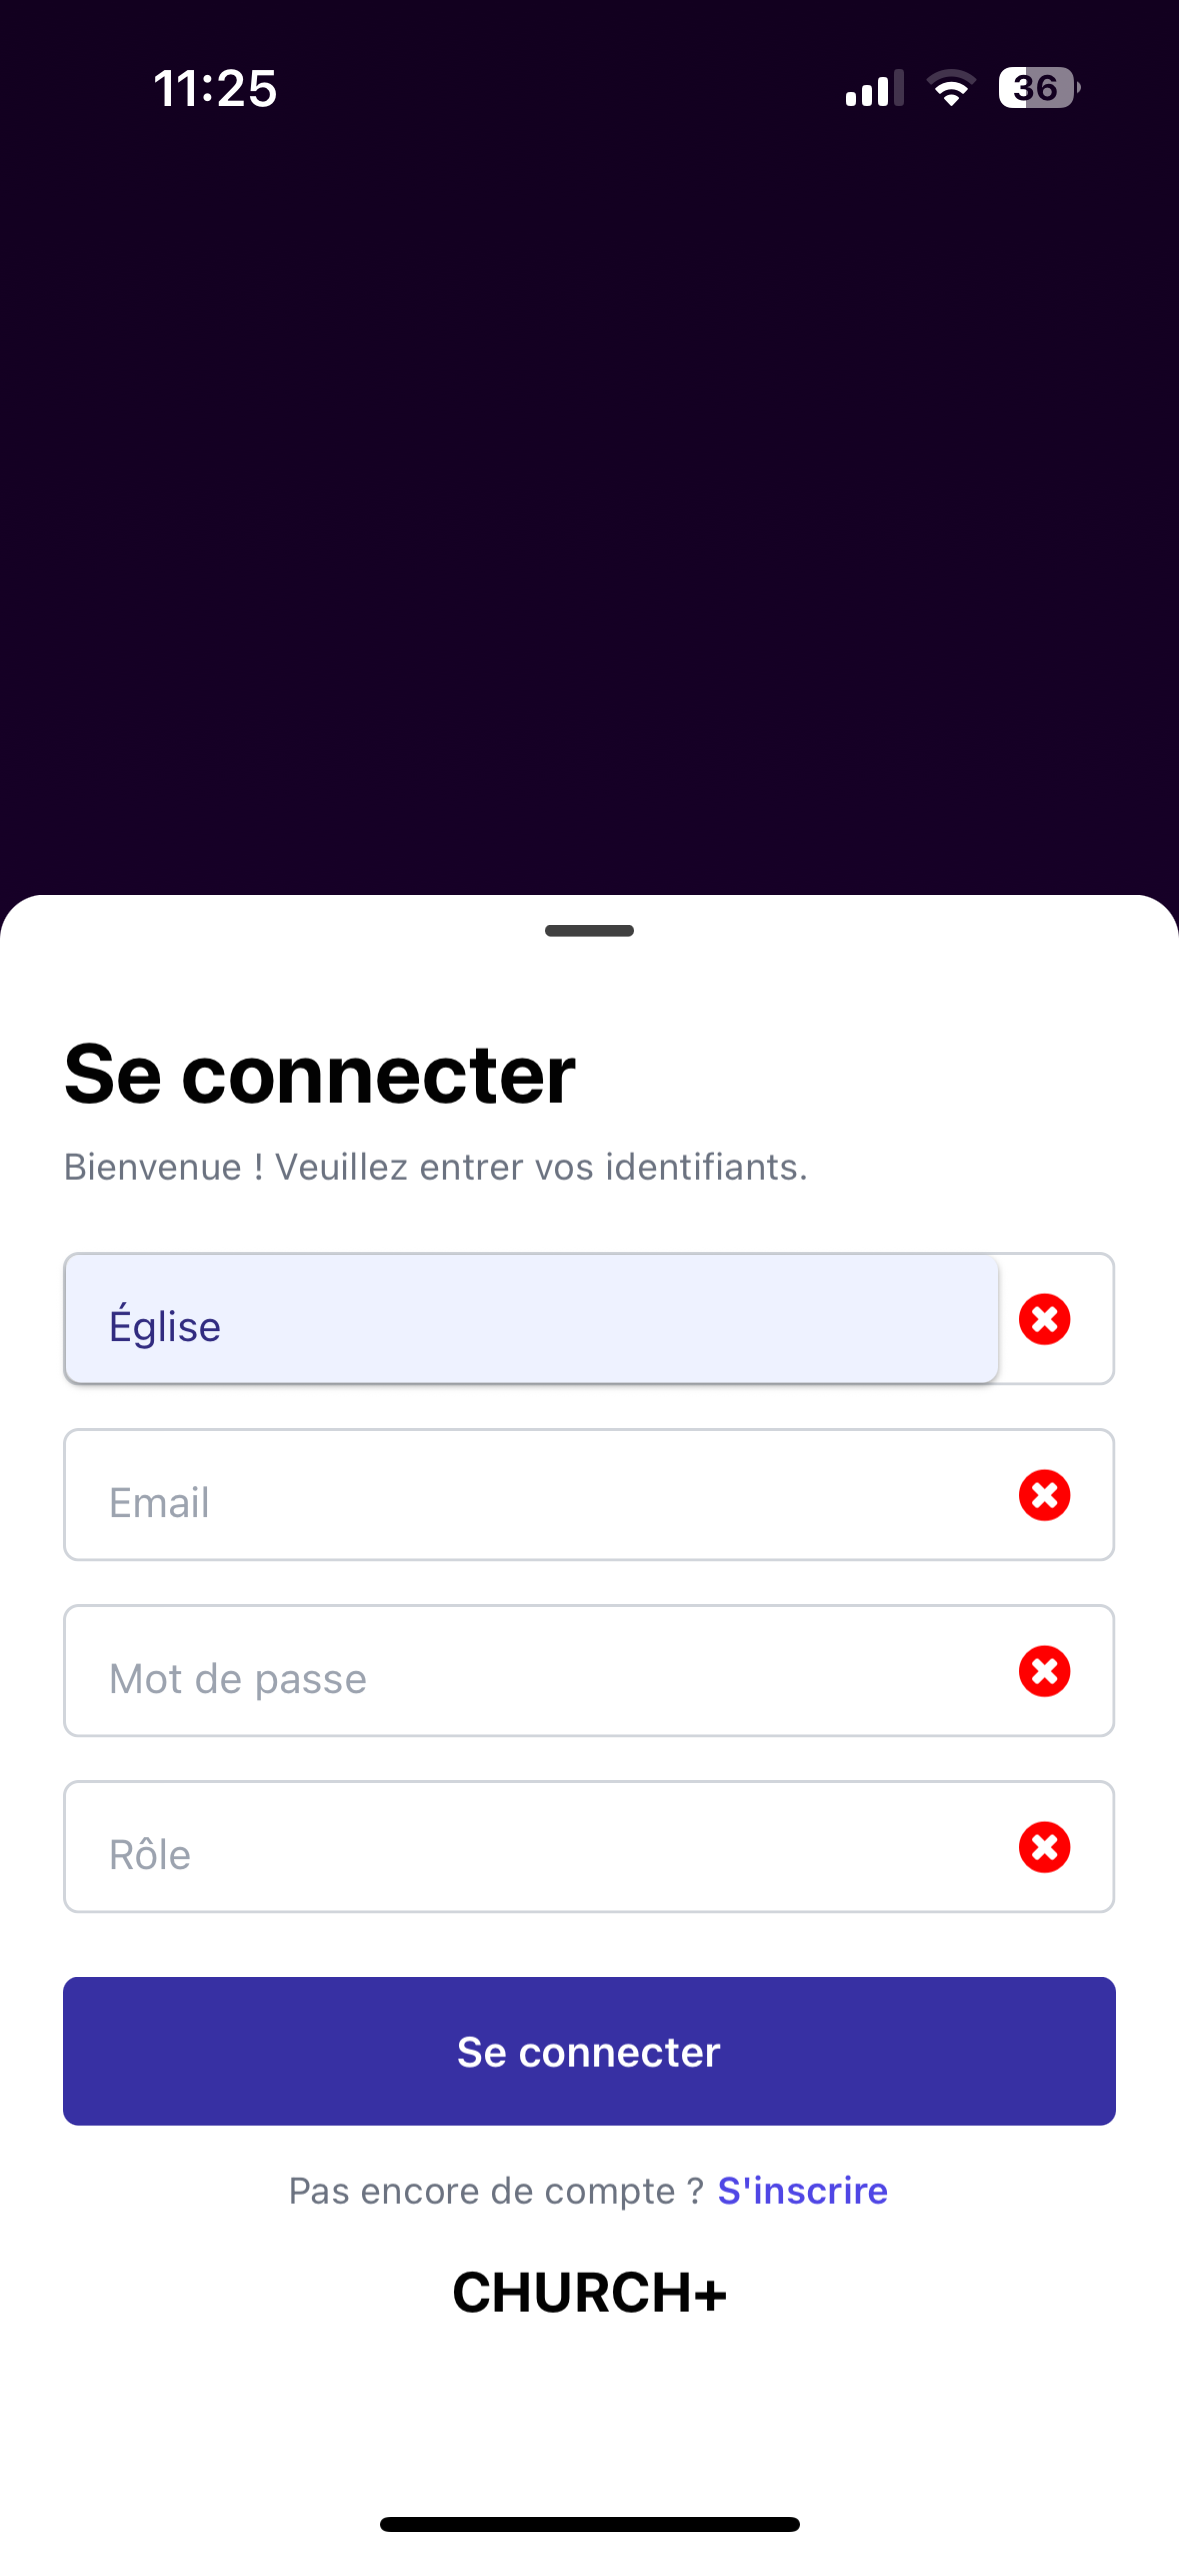 11:25
36
Se connecter
Bienvenue ! Veuillez entrer vos identifiants.
Église
Email
Mot de passe
Rôle
Se connecter
Pas encore de compte ? S'inscrire
CHURCH+